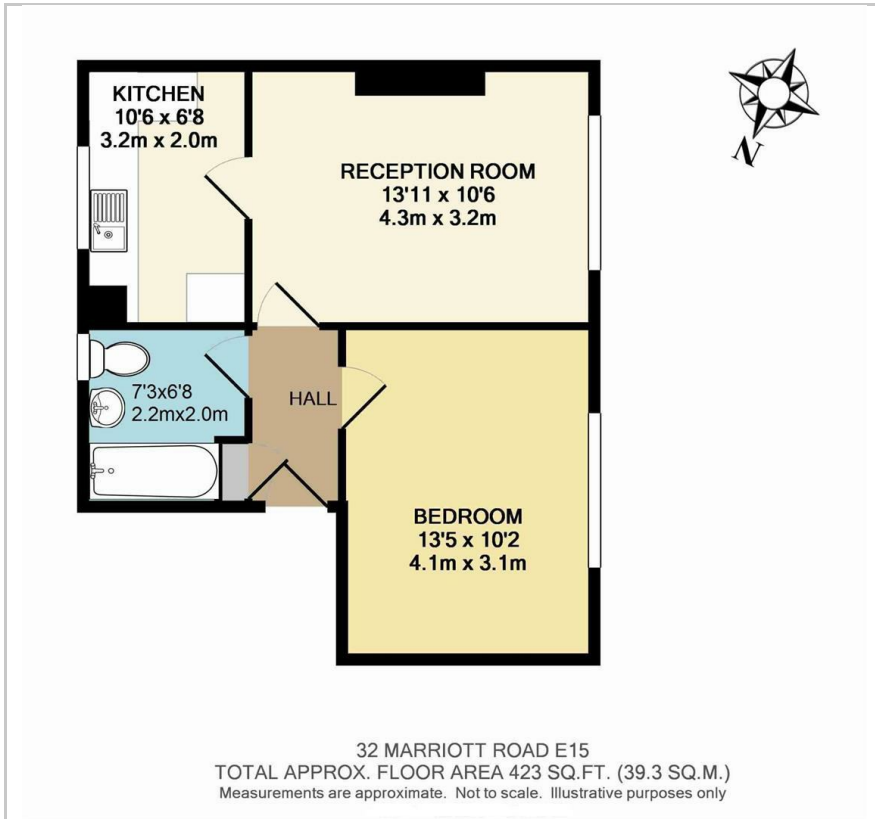 KITCHEN
10'6 x 6'8
3.2m x 2.0m
RECEPTION ROOM
13'11 x 10'6
4.3m x 3.2m
N
7'3x6'8
2.2mx2.0m
HALL
BEDROOM
13'5 x 10'2
4.1m x 3.1m
32 MARRIOTT ROAD E15
TOTAL APPROX. FLOOR AREA 423 SQ.FT. (39.3 SQ.M.)
Measurements are approximate. Not to scale. Illustrative purposes only